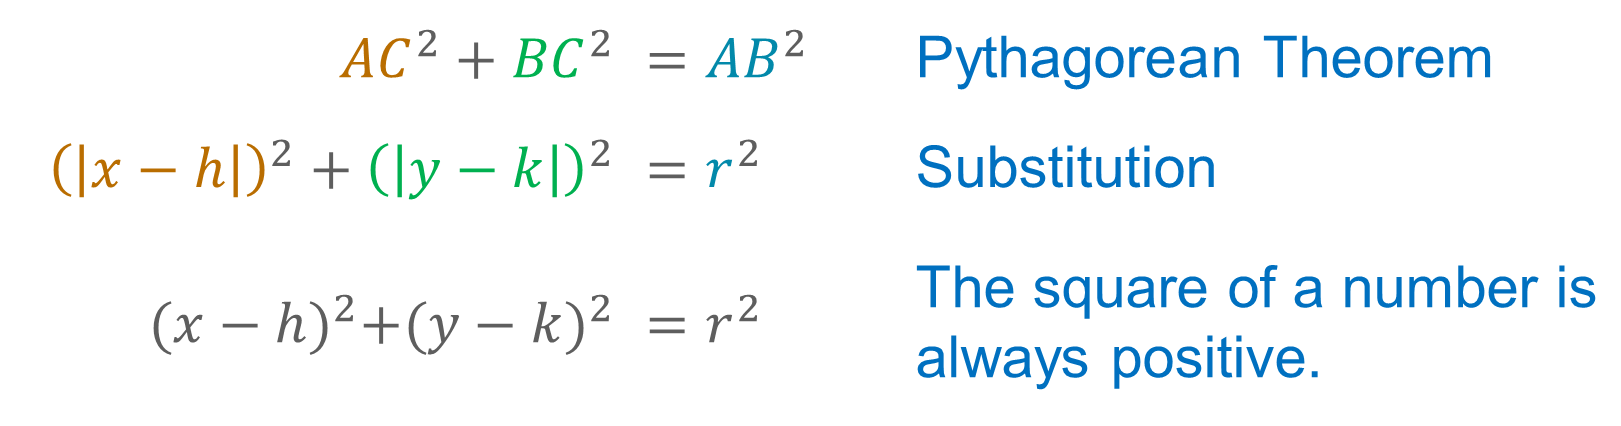 AC² + BC² = AB² Pythagorean Theorem
(|x − h|)² + (|y − k|)² = r² Substitution
(x − h)²+(y − k)² = r² The square of a number is
always positive.